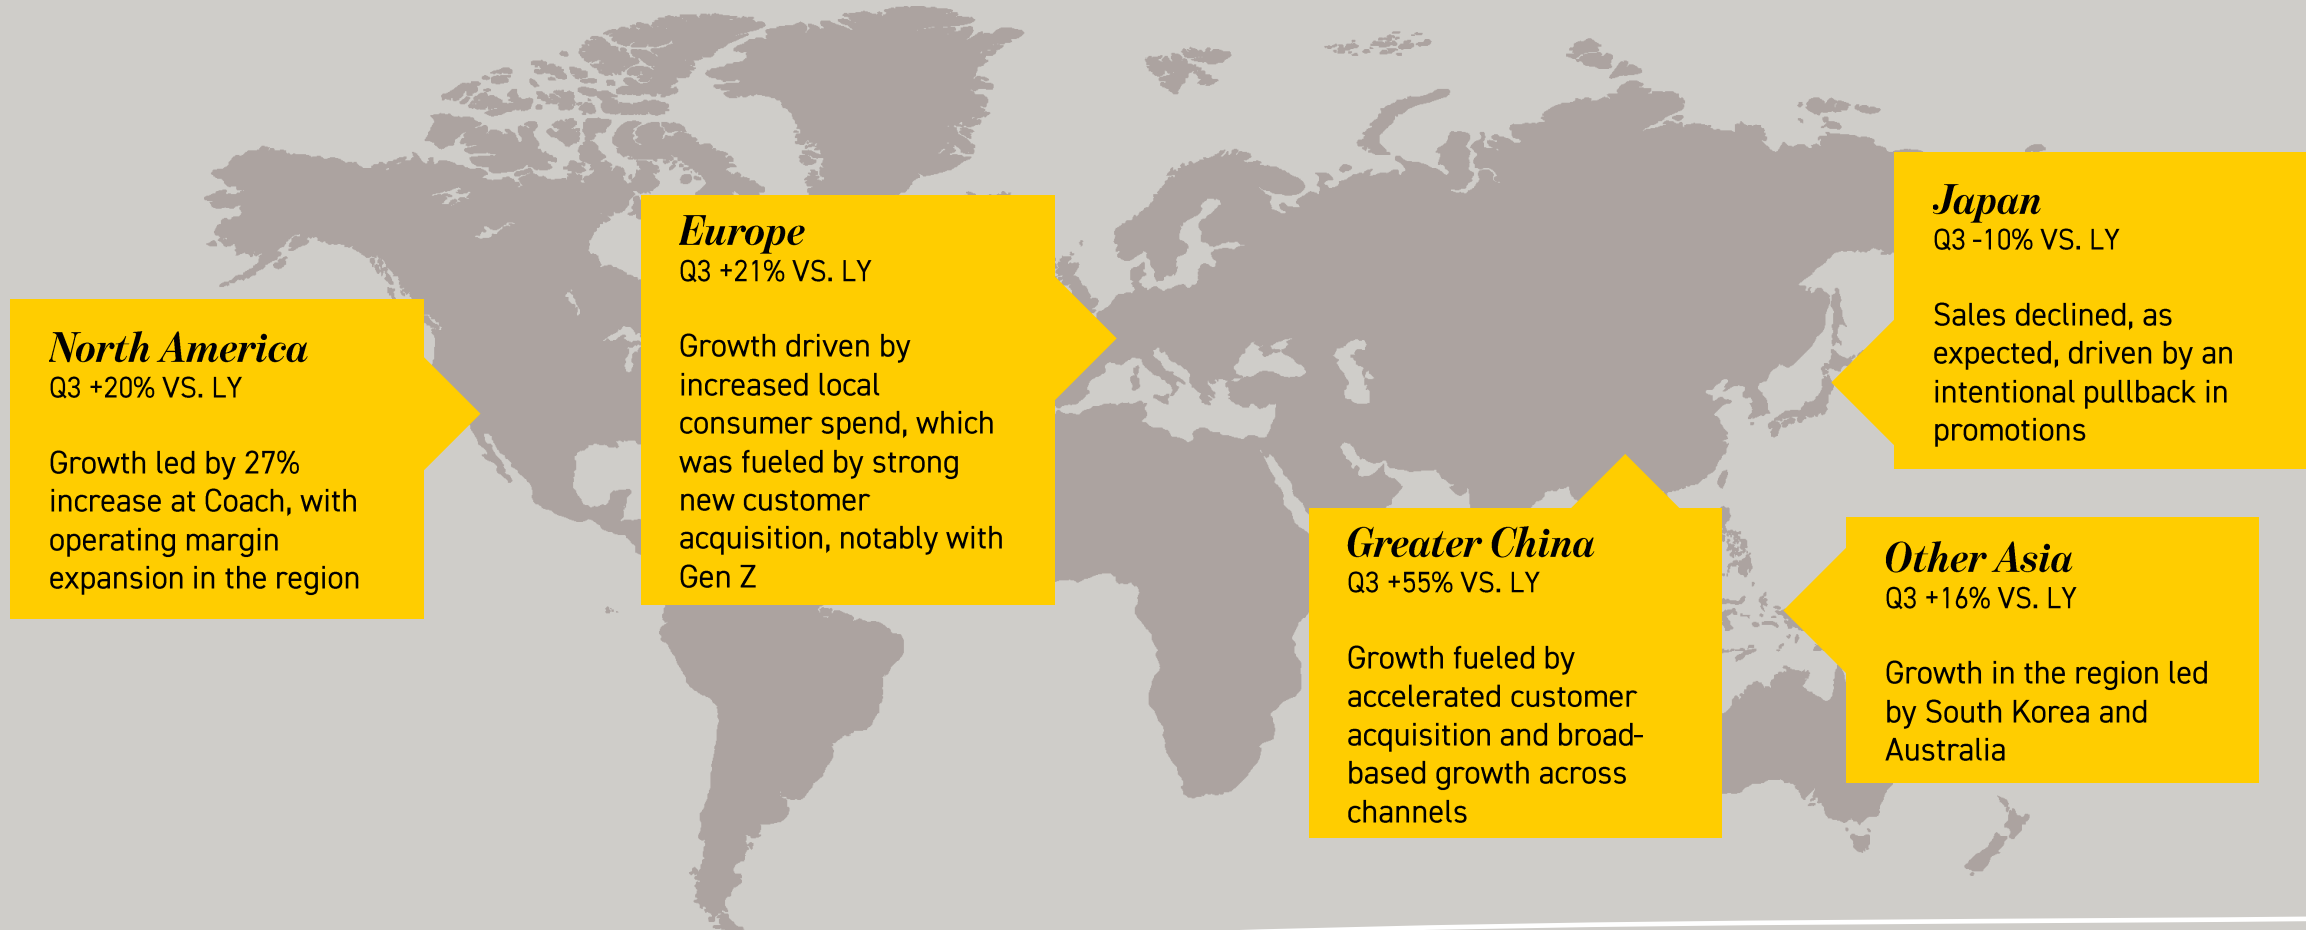 North America
Q3 +20% VS. LY
Growth led by 27%
increase at Coach, with
operating margin
expansion in the region
Europe
Q3 +21% VS. LY
Growth driven by
increased local
consumer spend, which
was fueled by strong
new customer
acquisition, notably with
Gen Z
Greater China
Q3 +55% VS. LY
Growth fueled by
accelerated customer
acquisition and broad-
based growth across
channels
Japan
Q3 -10% VS. LY
Sales declined, as
expected, driven by an
intentional pullback in
promotions
Other Asia
Q3 +16% VS. LY
Growth in the region led
by South Korea and
Australia